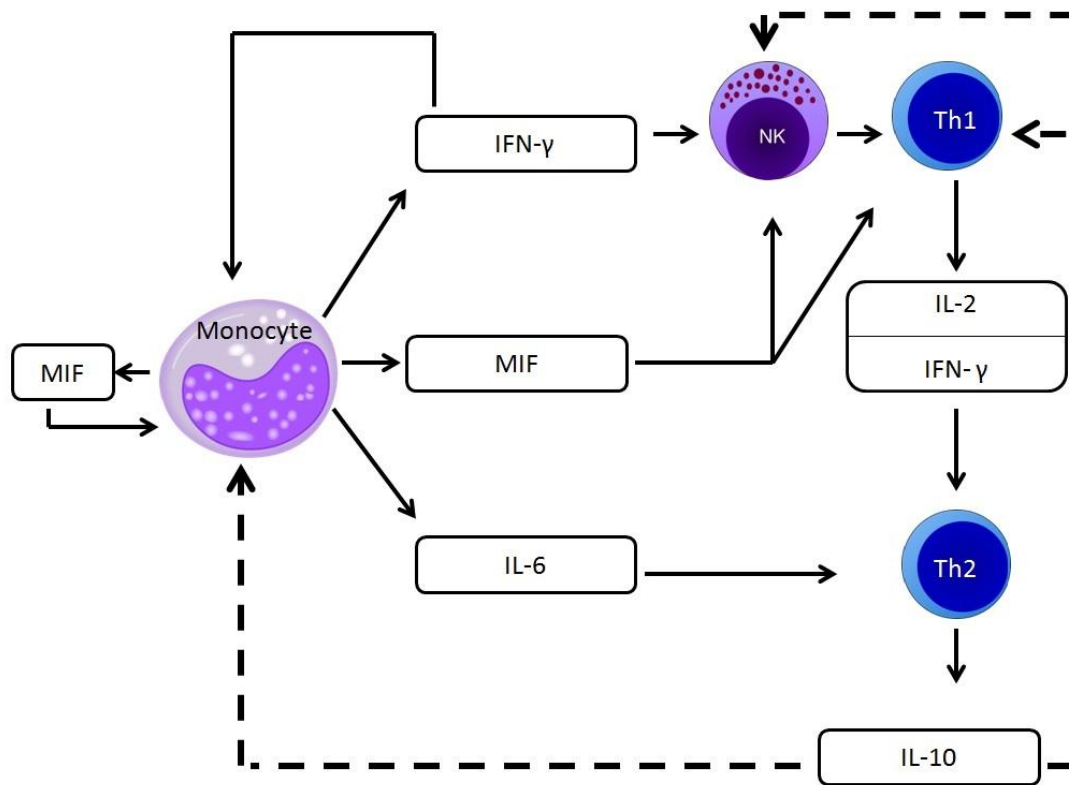 Th1
IFN-γ
NK
IL-2
Monocyte
MIF
MIF
IFN- γ
IL-6
Th2
IL-10